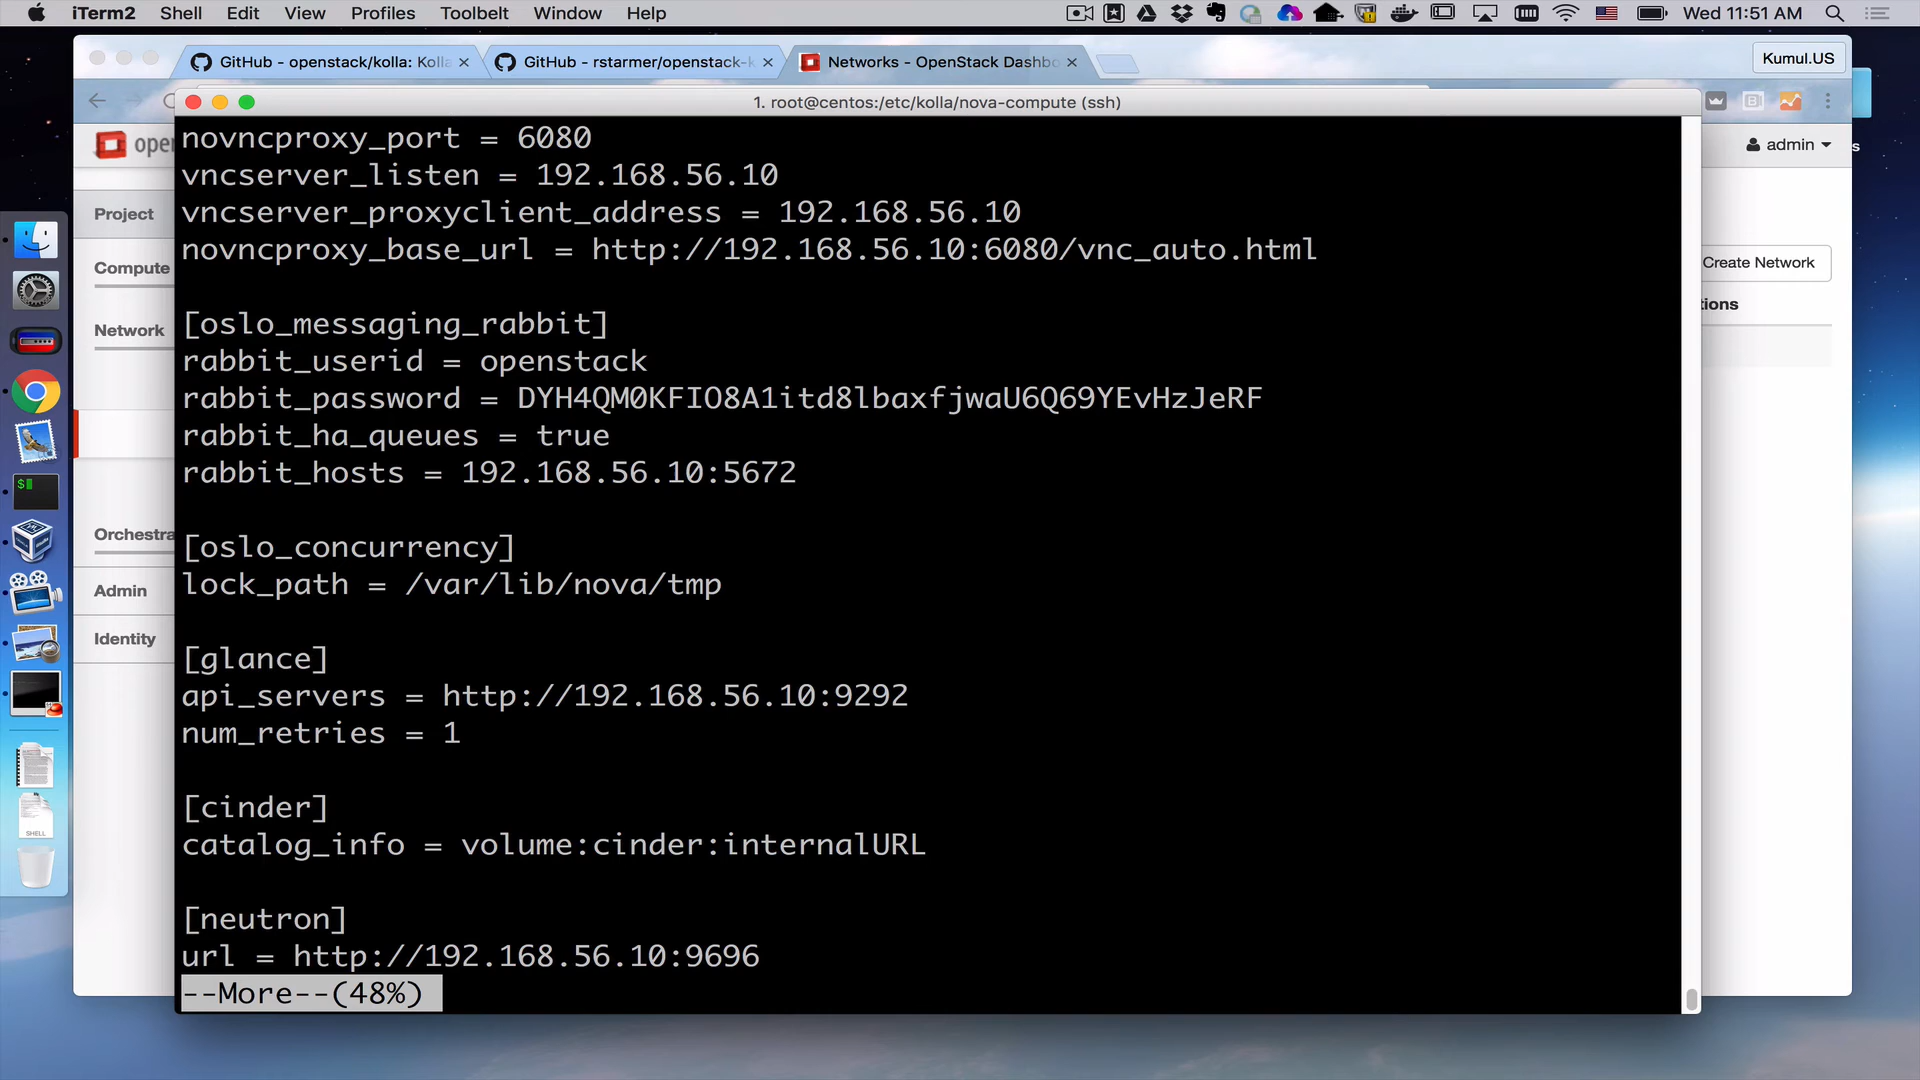 iTerm2 Shell Edit View Profiles Toolbelt Window Help Wed 11:51 AM
GitHub - openstack/kolla: Kolla GitHub - rstarmer/openstack-k Networks - OpenStack Dashbo Kumul.US
1. root@centos:/etc/kolla/nova-compute (ssh)
novncproxy_port = 6080
admin
Project
vncserver_listen = 192.168.56.10
vncserver_proxyclient_address = 192.168.56.10
novncproxy_base_url = http://192.168.56.10:6080/vnc_auto.html
Compute
Create Network
[oslo_messaging_rabbit]
Network
rabbit_userid = openstack
rabbit_password = DYH4QM0KFIO8A1itd8lbaxfjwaU6Q69YEvHzJeRF
rabbit_ha_queues = true
rabbit_hosts = 192.168.56.10:5672
Orchestra
[oslo_concurrency]
lock_path = /var/lib/nova/tmp
Admin
Identity
[glance]
api_servers = http://192.168.56.10:9292
num_retries = 1
[cinder]
catalog_info = volume:cinder:internalURL
SHELL
[neutron]
url = http://192.168.56.10:9696
--More--(48%)